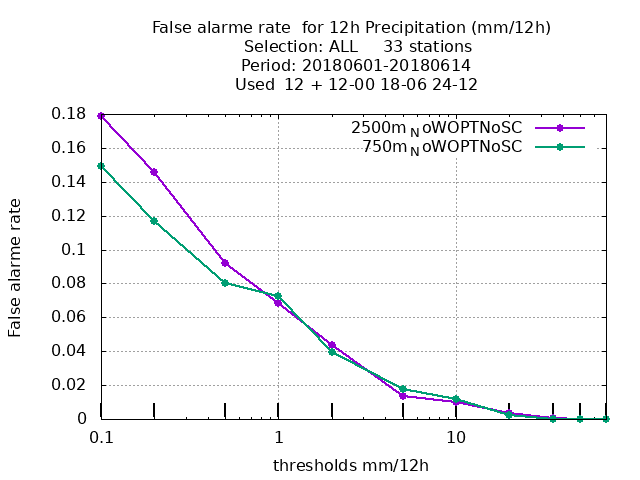 False alarme rate  for 12h Precipitation (mm/12h)
Selection: ALL     33 stations
Period: 20180601-20180614
Used  12 + 12-00 18-06 24-12
2500m_NoWOPTNoSC
750m_NoWOPTNoSC
False alarme rate
0.18
0.16
0.14
0.12
0.1
0.08
0.06
0.04
0.02
0
0.1
1
10
thresholds mm/12h